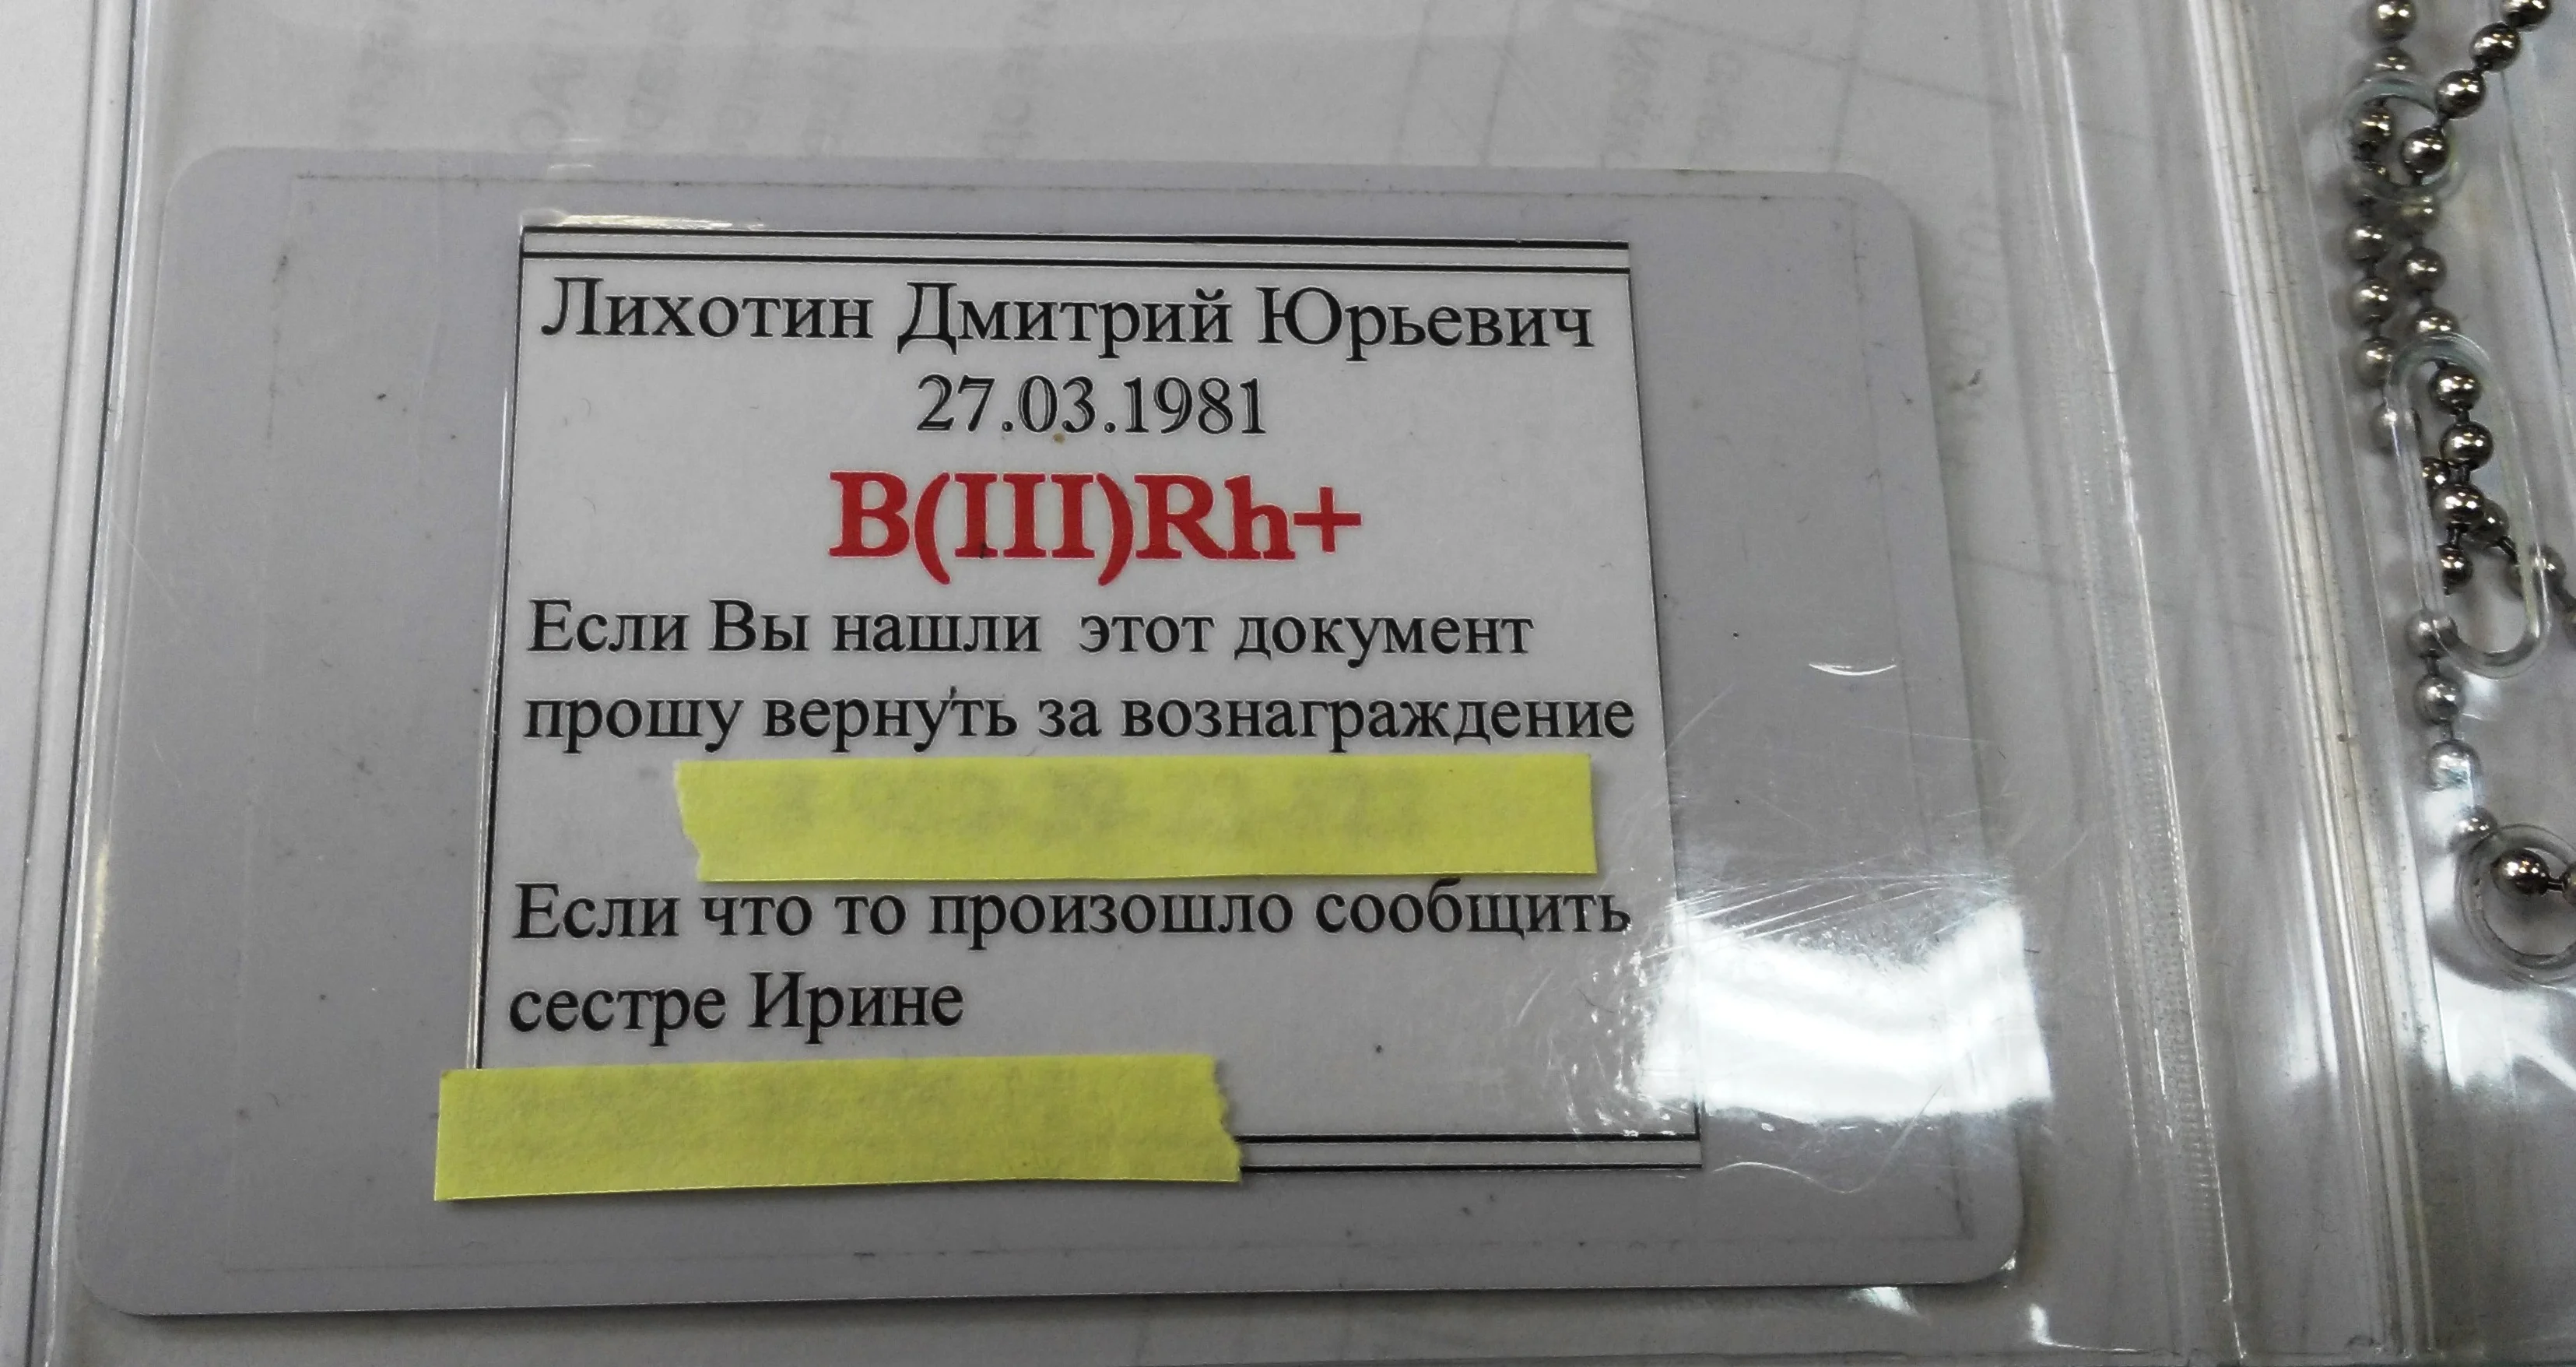 Лихотин Дмитрий Юрьевич
27.03.1981
B(III)Rh+
Если Вы нашли этот документ
прошу вернуть за вознаграждение
Если что то произошло сообщить
сестре Ирине